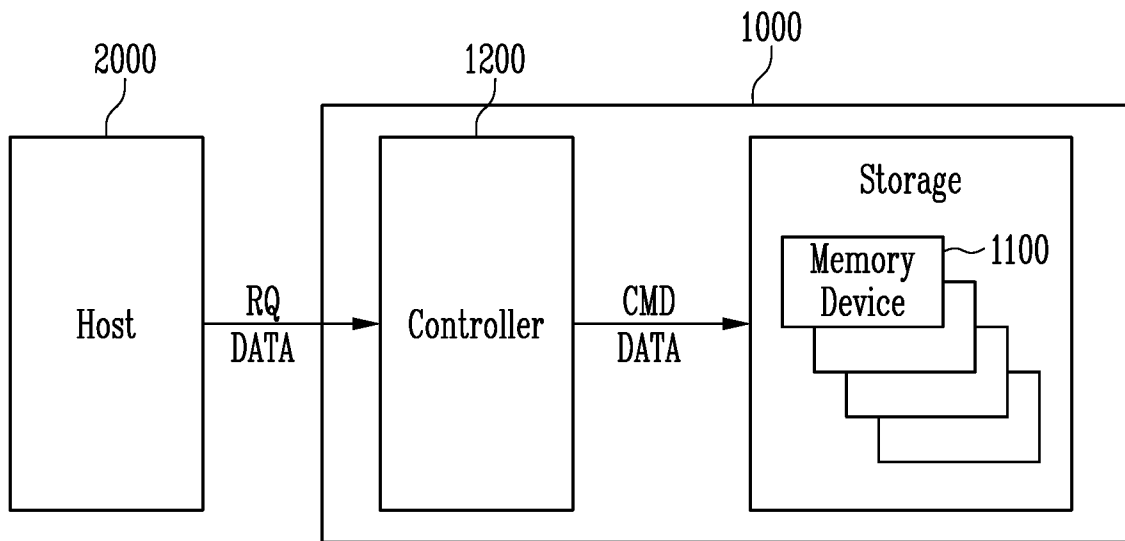 1000
2000
1200
Storage
Memory
Device
1100
Host
RQ
DATA
Controller
CMD
DATA